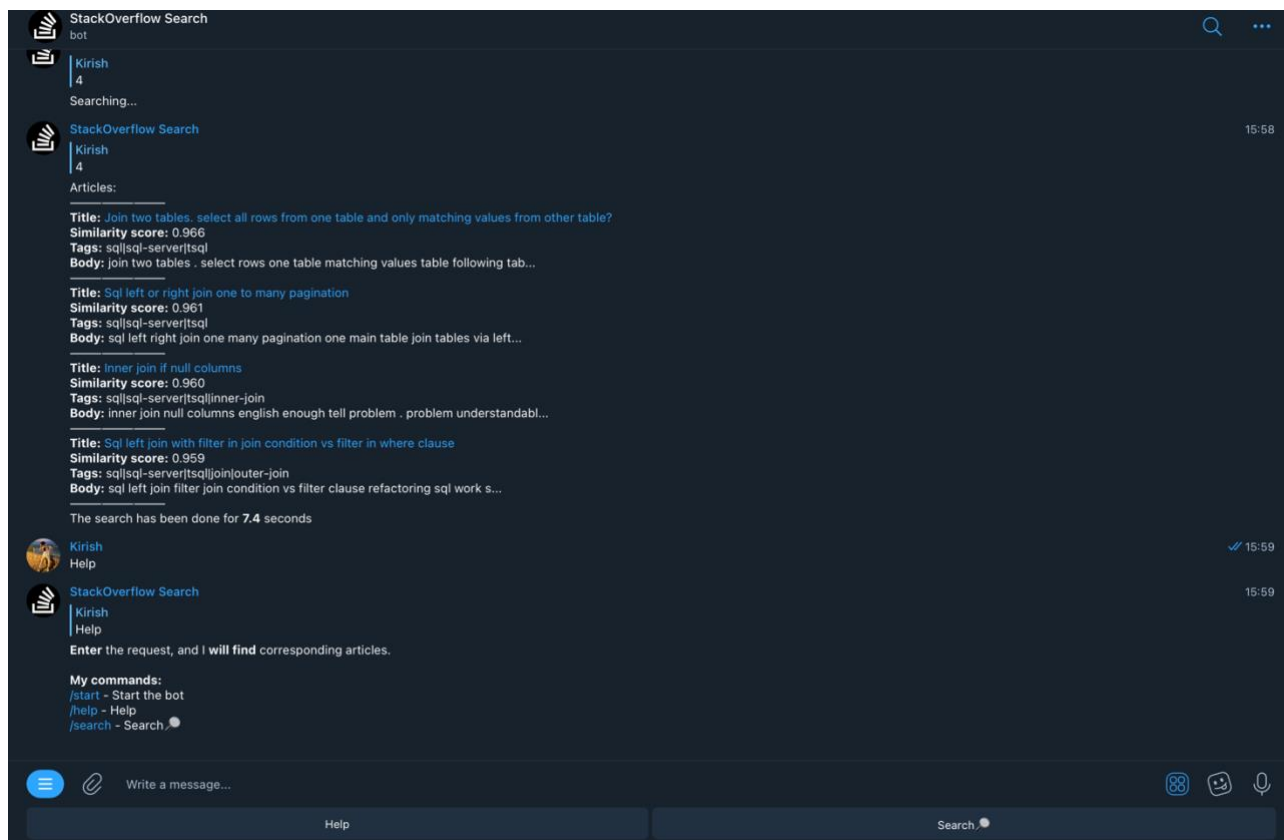 StackOverflow Search
bot
Kirish
4
Searching...
StackOverflow Search
15:58
Kirish
4
Articles:
Title: Join two tables. select all rows from one table and only matching values from other table?
Similarity score: 0.966
Tags: sql|sql-server|tsql
Body: join two tables . select rows one table matching values table following tab...
Title: Sql left or right join one to many pagination
Similarity score: 0.961
Tags: sql|sql-server|tsql
Body: sql left right join one many pagination one main table join tables via left...
Title: Inner join if null columns
Similarity score: 0.960
Tags: sql|sql-server|tsql|inner-join
Body: inner join null columns english enough tell problem . problem understandabl...
Title: Sql left join with filter in join condition vs filter in where clause
Similarity score: 0.959
Tags: sql|sql-server|tsql|join|outer-join
Body: sql left join filter join condition vs filter clause refactoring sql work s...
The search has been done for 7.4 seconds
Kirish
15:59
Help
StackOverflow Search
15:59
Kirish
Help
Enter the request, and I will find corresponding articles.
My commands:
/start - Start the bot
/help - Help
/search - Search🔎
Write a message...
Help
Search🔎